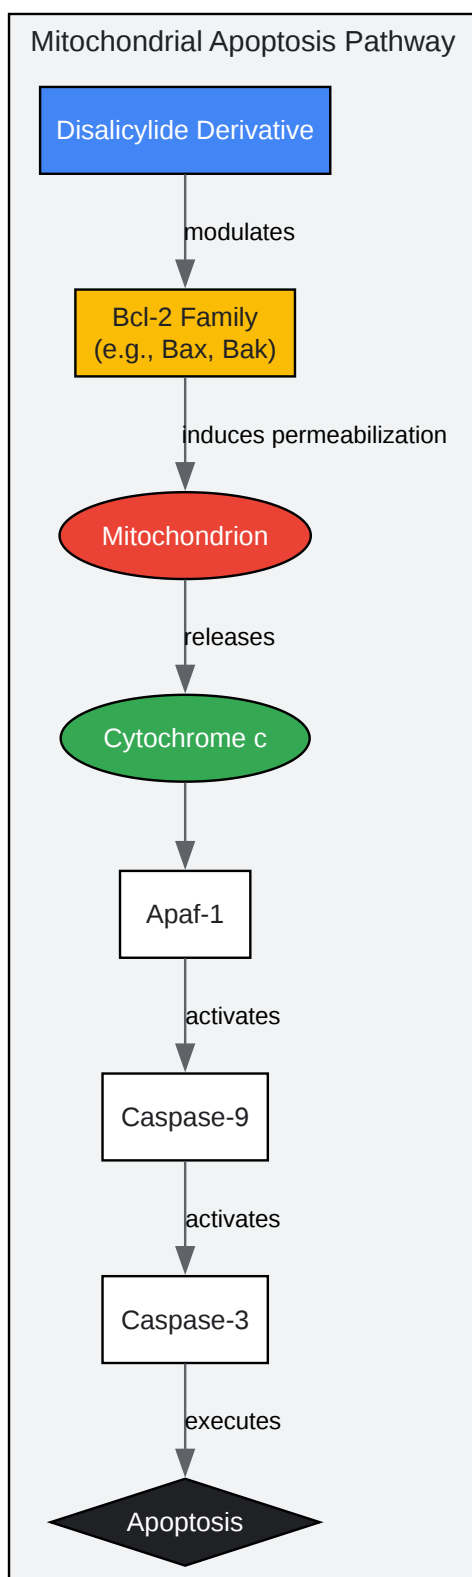 Mitochondrial Apoptosis Pathway
Disalicylide Derivative
modulates
Bcl-2 Family
(e.g., Bax, Bak)
induces permeabilization
Mitochondrion
releases
Cytochrome c
Apaf-1
activates
Caspase-9
activates
Caspase-3
executes
Apoptosis